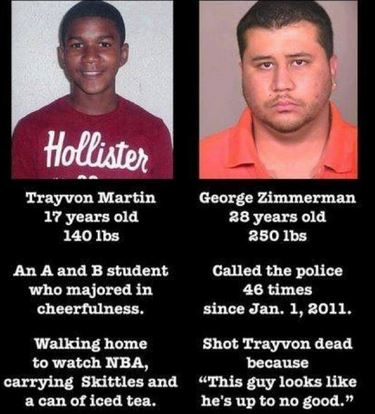 Hollister
Trayvon Martin
17 years old
140 lbs
An A and B student
who majored in
cheerfulness.
Walking home
to watch NBA,
carrying Skittles and
a can of iced tea.
George Zimmerman
28 years old
250 lbs
Called the police
46 times
since Jan. 1, 2011.
Shot Trayvon dead
because
“This guy looks like
he's up to no good.”